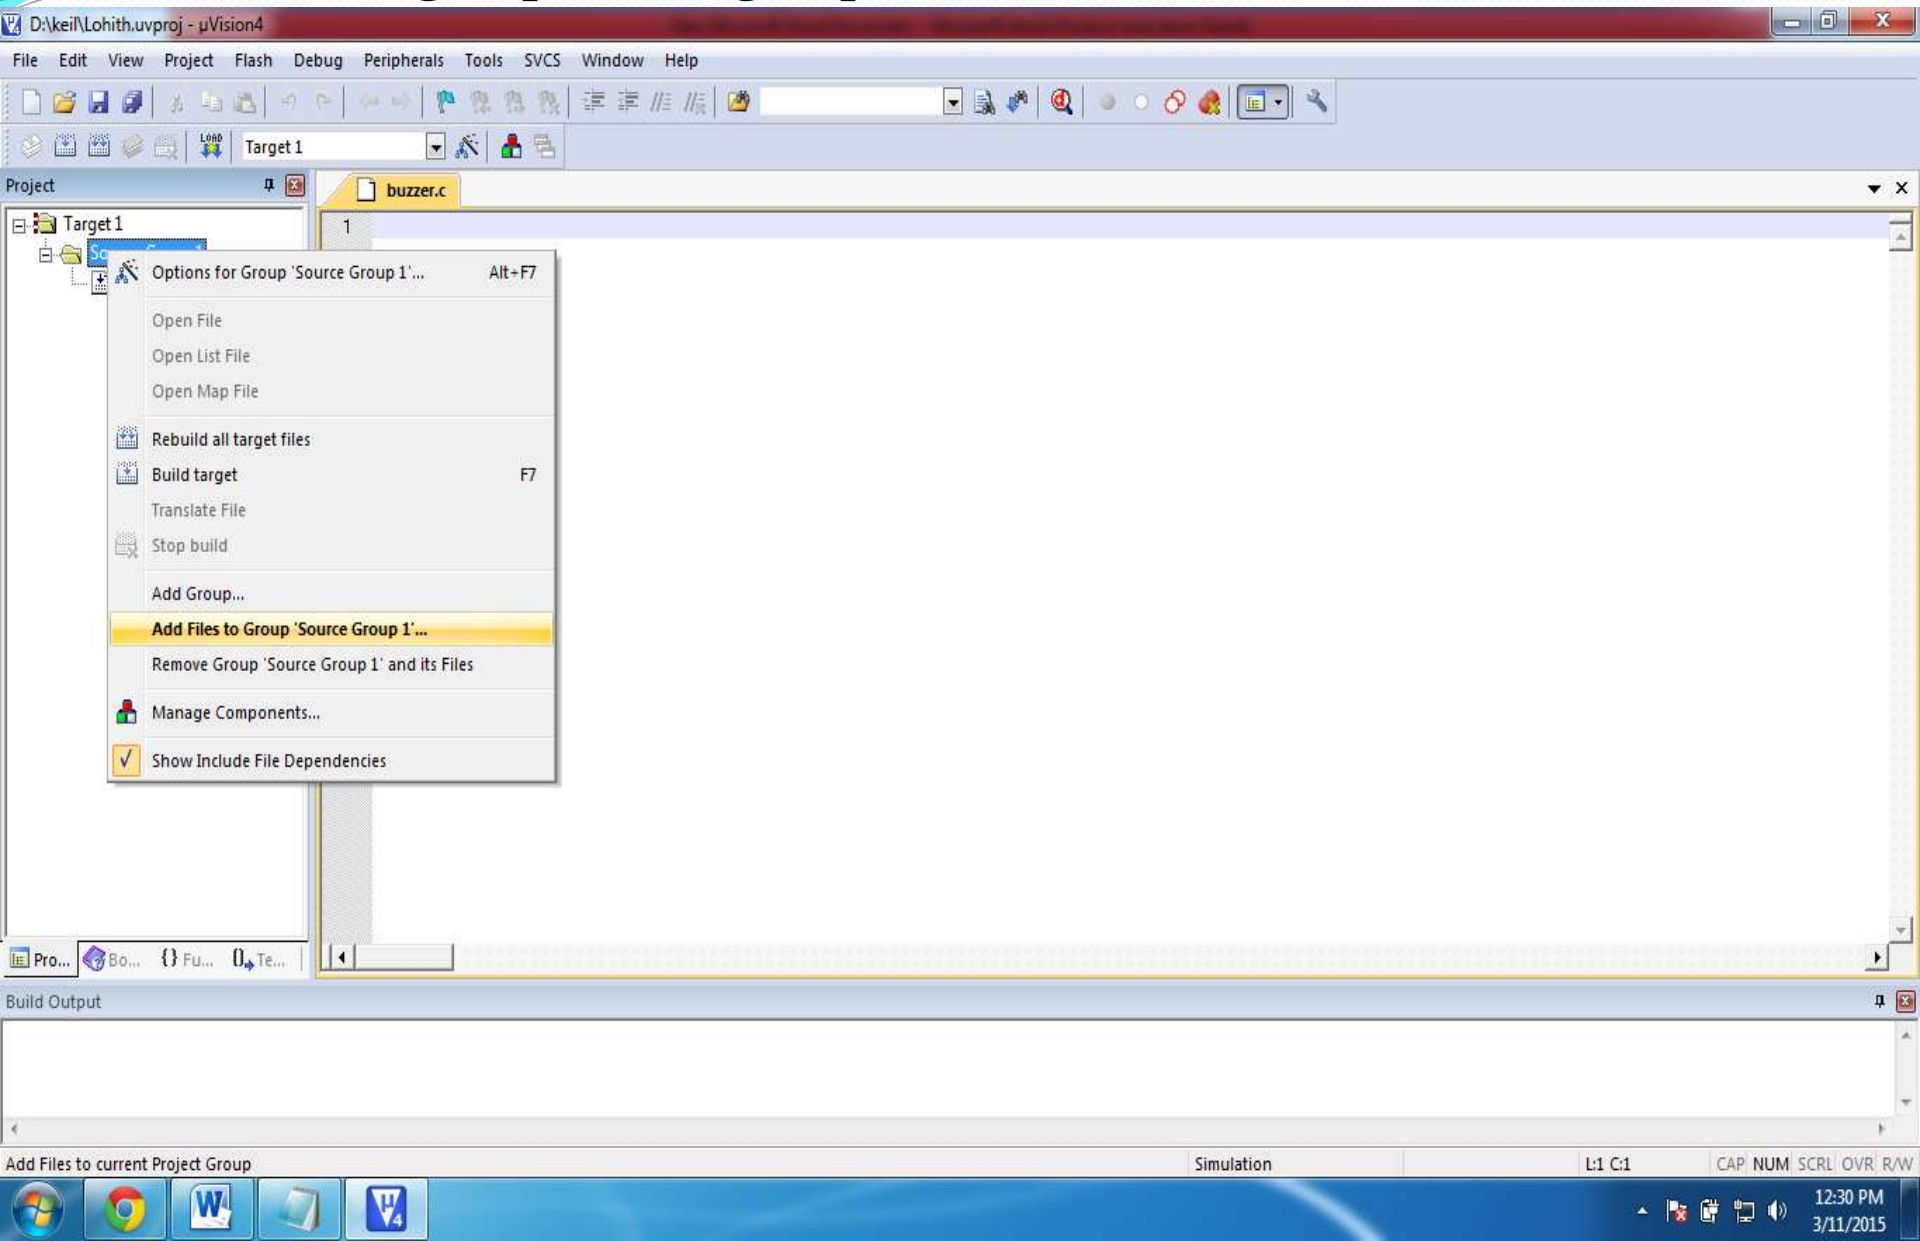 D:\keil\Lohith.uvproj - µVision4
File Edit View Project Flash Debug Peripherals Tools SVCS Window Help
LOAD Target 1
Project
buzzer.c
Target 1
1
Options for Group 'Source Group 1'... Alt+F7
Open File
Open List File
Open Map File
Rebuild all target files
Build target F7
Translate File
Stop build
Add Group...
Add Files to Group 'Source Group 1'...
Remove Group 'Source Group 1' and its Files
Manage Components...
Show Include File Dependencies
Pro... Bo... {} Fu... Te...
Build Output
Add Files to current Project Group Simulation L:1 C:1 CAP NUM SCRL OVR R/W
12:30 PM
3/11/2015